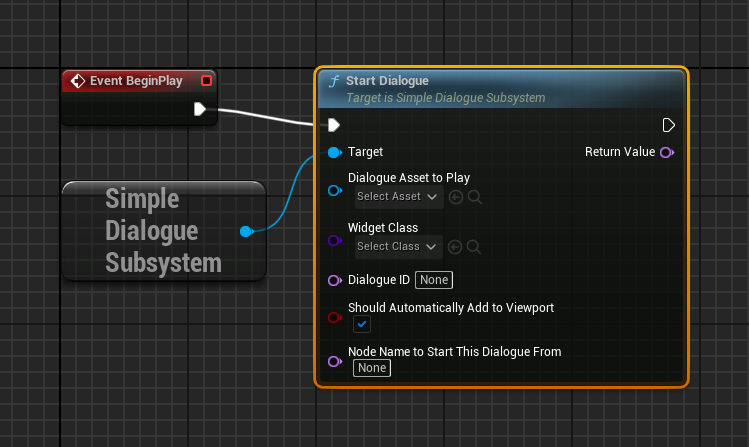 Event BeginPlay
f Start Dialogue
Target is Simple Dialogue Subsystem
Target
Return Value
Dialogue Asset to Play
Select Asset
Simple
Dialogue
Subsystem
Widget Class
Select Class
Dialogue ID None
Should Automatically Add to Viewport
Node Name to Start This Dialogue From
None